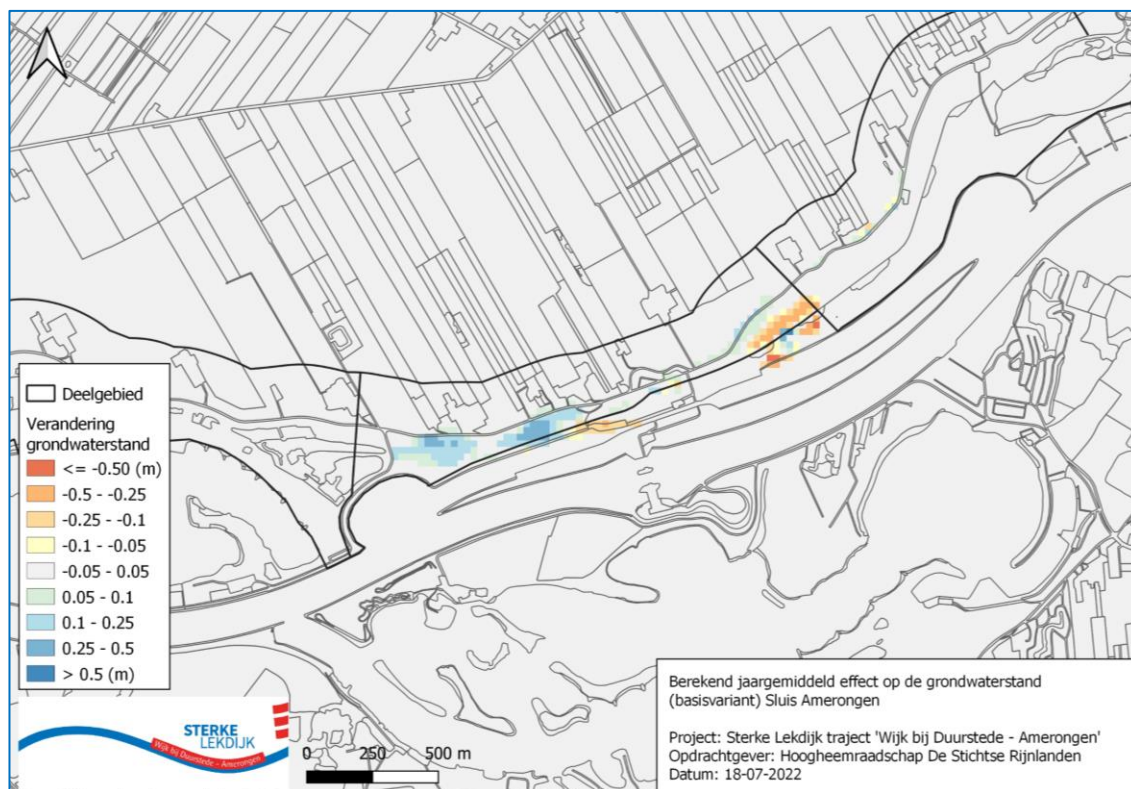 Deelgebied
Verandering
grondwaterstand
<= -0.50 (m)
-0.5 - -0.25
-0.25 - -0.1
-0.1 - -0.05
-0.05 - 0.05
0.05 - 0.1
0.1 - 0.25
0.25 - 0.5
> 0.5 (m)
STERKE
LEKDIJK
Wijk bij Duurstede - Amerongen
0 250 500 m
Berekend jaargemiddeld effect op de grondwaterstand
(basisvariant) Sluis Amerongen
Project: Sterke Lekdijk traject 'Wijk bij Duurstede - Amerongen'
Opdrachtgever: Hoogheemraadschap De Stichtse Rijnlanden
Datum: 18-07-2022